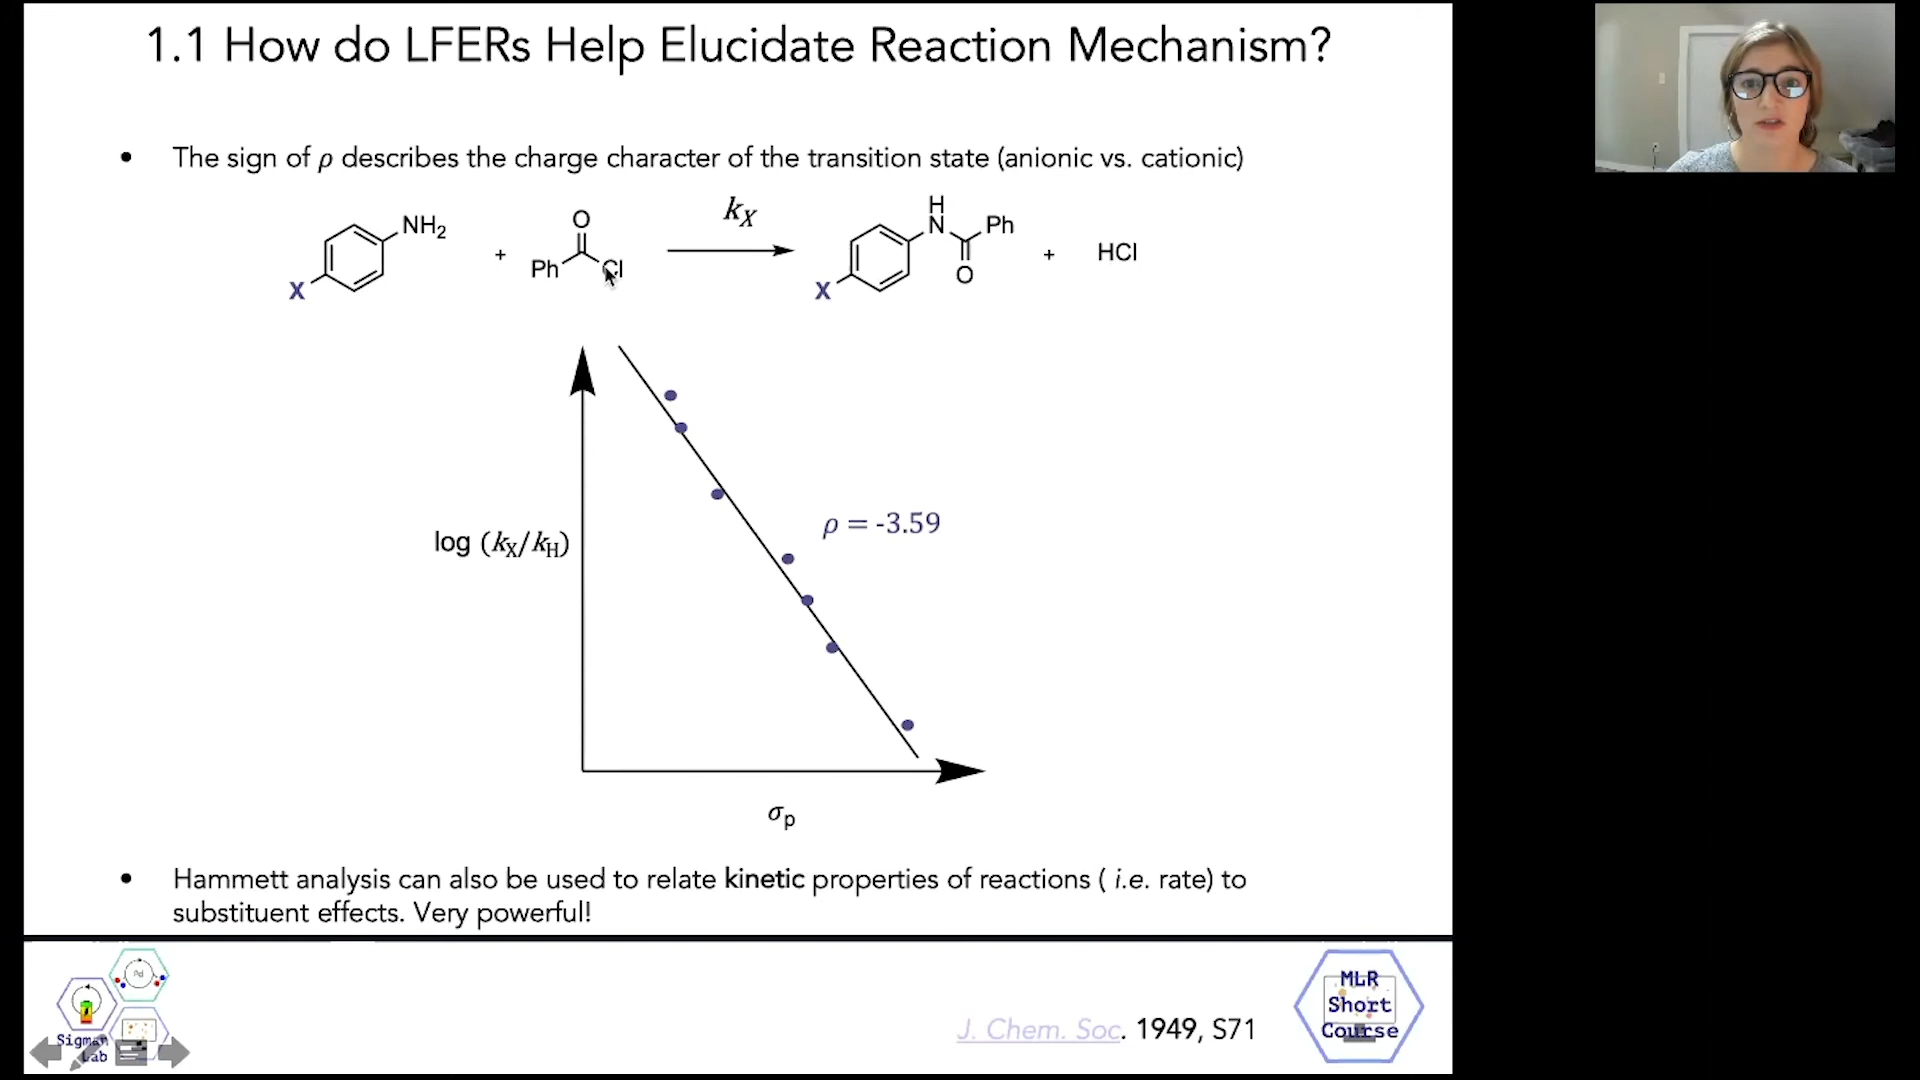 1.1 How do LFERs Help Elucidate Reaction Mechanism?
• The sign of ρ describes the charge character of the transition state (anionic vs. cationic)
X NH2 + Ph O Cl kX X H N O Ph + HCl
log (kX/kH)
ρ = -3.59
σp
• Hammett analysis can also be used to relate kinetic properties of reactions ( i.e. rate) to
substituent effects. Very powerful!
Pd
Sigman
Lab
J. Chem. Soc. 1949, S71
MLR
Short
Course